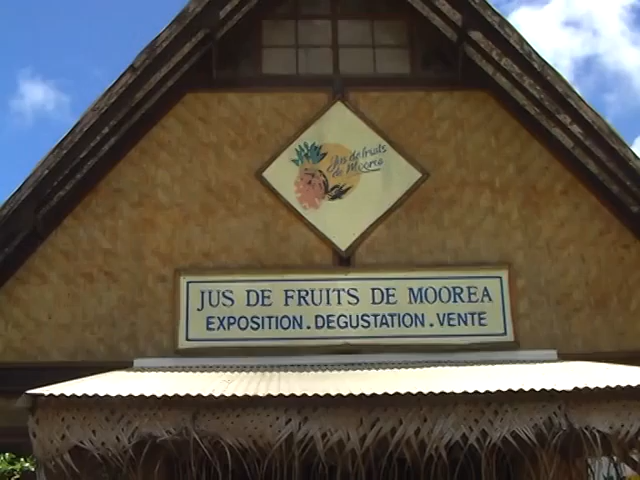 Jus de fruits
de Moorea
JUS DE FRUITS DE MOOREA
EXPOSITION . DEGUSTATION . VENTE